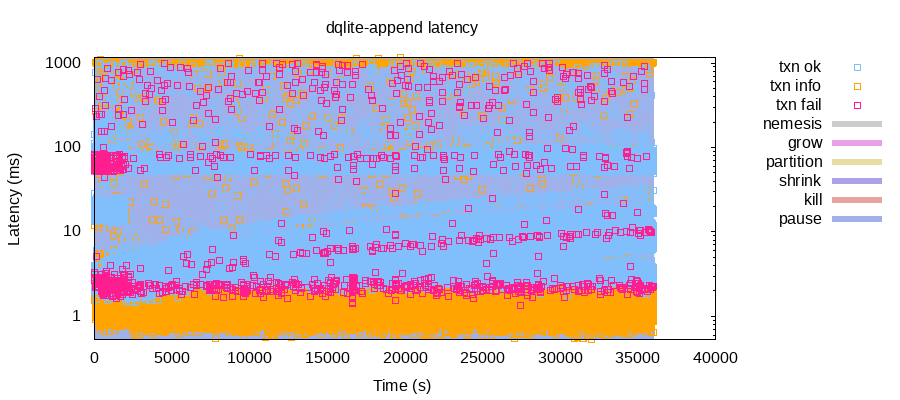 dqlite-append latency
1000
100
10
1
Latency (ms)
0 5000 10000 15000 20000 25000 30000 35000 40000
Time (s)
txn ok
txn info
txn fail
nemesis
grow
partition
shrink
kill
pause